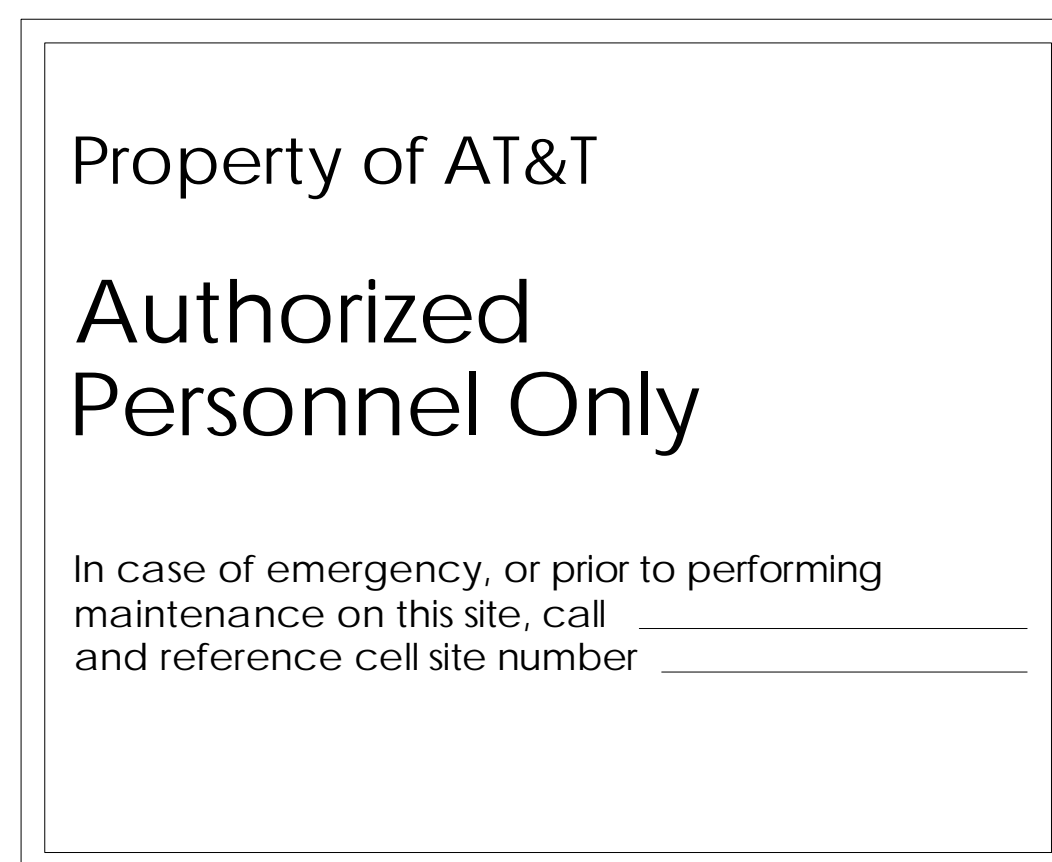 Property of AT&T
Authorized
Personnel Only
In case of emergency, or prior to performing
maintenance on this site, call
and reference cell site number